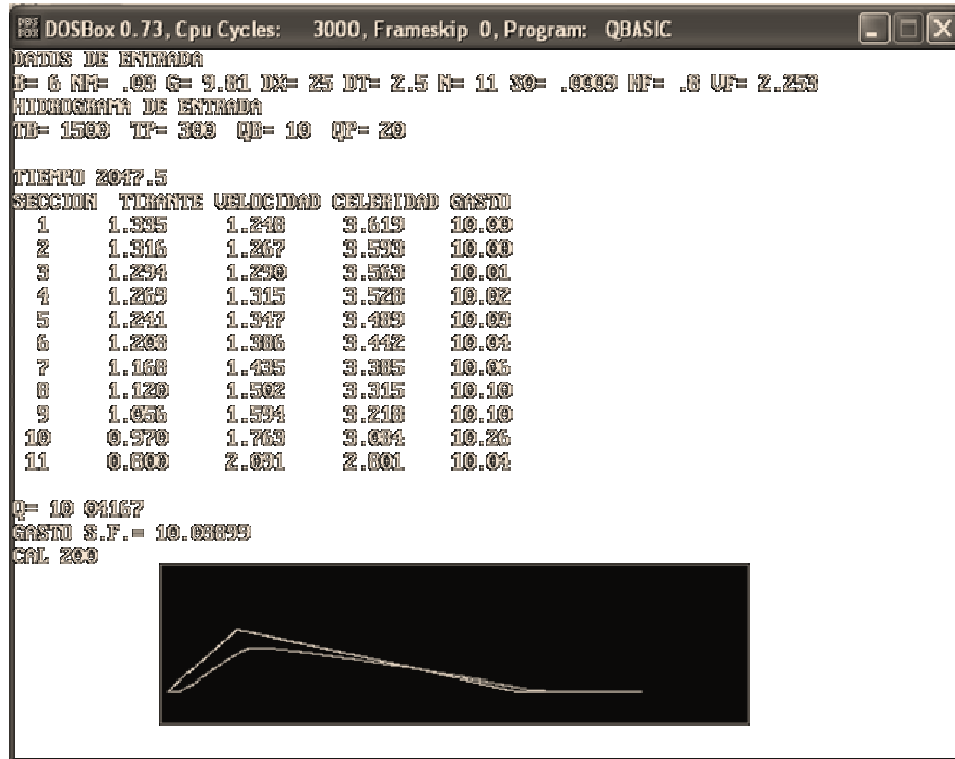 DOSBox 0.73, Cpu Cycles: 3000, Frameskip 0, Program: QBASIC
DATOS DE ENTRADA
B= 6 NM= .03 G= 9.81 DX= 25 DT= 2.5 N= 11 SO= .0009 HF= .8 VF= 2.253
HIDROGRAMA DE ENTRADA
TB= 1500 TP= 300 QB= 10 QP= 20
TIEMPO 2047.5
SECCION TIRANTE VELOCIDAD CELERIDAD GASTO
1 1.335 1.248 3.619 10.00
2 1.316 1.267 3.593 10.00
3 1.294 1.290 3.563 10.01
4 1.269 1.315 3.528 10.02
5 1.241 1.347 3.489 10.03
6 1.208 1.386 3.442 10.04
7 1.168 1.435 3.385 10.06
8 1.120 1.502 3.315 10.10
9 1.056 1.594 3.218 10.10
10 0.970 1.763 3.084 10.26
11 0.800 2.091 2.801 10.04
Q= 10 04167
GASTO S.F.=
CAL 200